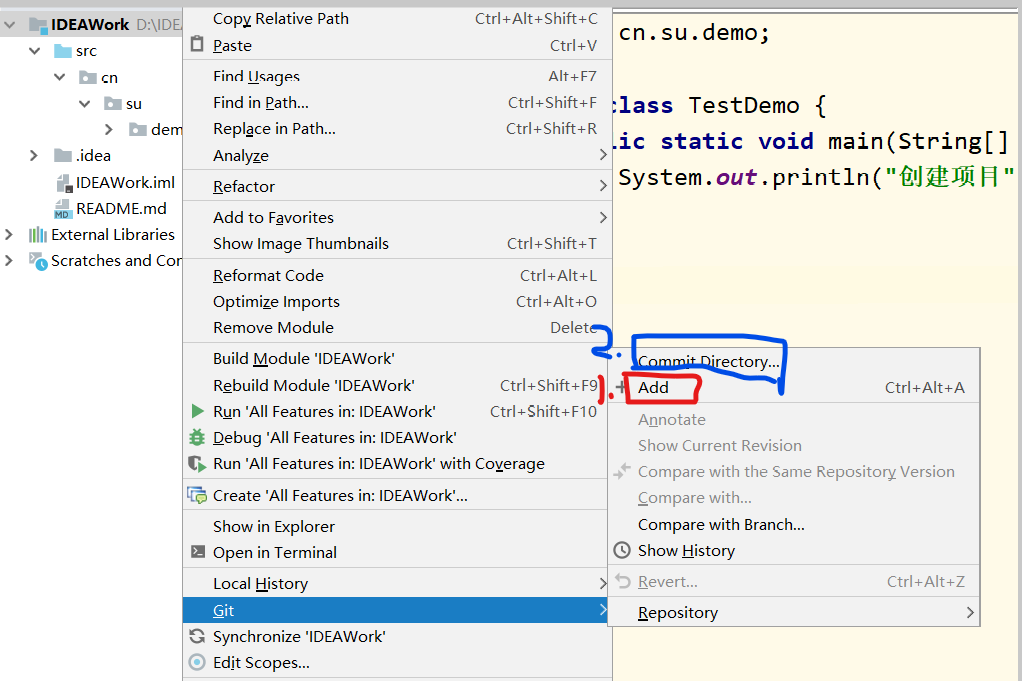 IDEAWork D:\IDEA
src
cn
su
dem
.idea
IDEAWork.iml
README.md
External Libraries
Scratches and Con
Copy Relative Path Ctrl+Alt+Shift+C
Paste Ctrl+V
Find Usages Alt+F7
Find in Path... Ctrl+Shift+F
Replace in Path... Ctrl+Shift+R
Analyze
Refactor
Add to Favorites
Show Image Thumbnails Ctrl+Shift+T
Reformat Code Ctrl+Alt+L
Optimize Imports Ctrl+Alt+O
Remove Module Delete
Build Module 'IDEAWork'
Rebuild Module 'IDEAWork' Ctrl+Shift+F9
Run 'All Features in: IDEAWork' Ctrl+Shift+F10
Debug 'All Features in: IDEAWork'
Run 'All Features in: IDEAWork' with Coverage
Create 'All Features in: IDEAWork'...
Show in Explorer
Open in Terminal
Local History
Git
Synchronize 'IDEAWork'
Edit Scopes...
cn.su.demo;
class TestDemo {
lic static void main(String[]
System.out.println("创建项目"
2.
Commit Directory...
1.
Add Ctrl+Alt+A
Annotate
Show Current Revision
Compare with the Same Repository Version
Compare with...
Compare with Branch...
Show History
Revert... Ctrl+Alt+Z
Repository